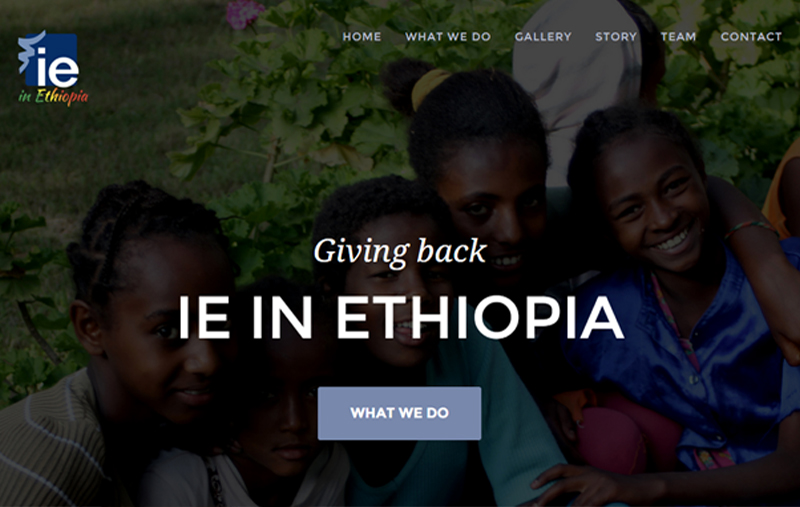 HOME WHAT WE DO GALLERY STORY TEAM CONTACT
ie
in Ethiopia
Giving back
IE IN ETHIOPIA
WHAT WE DO